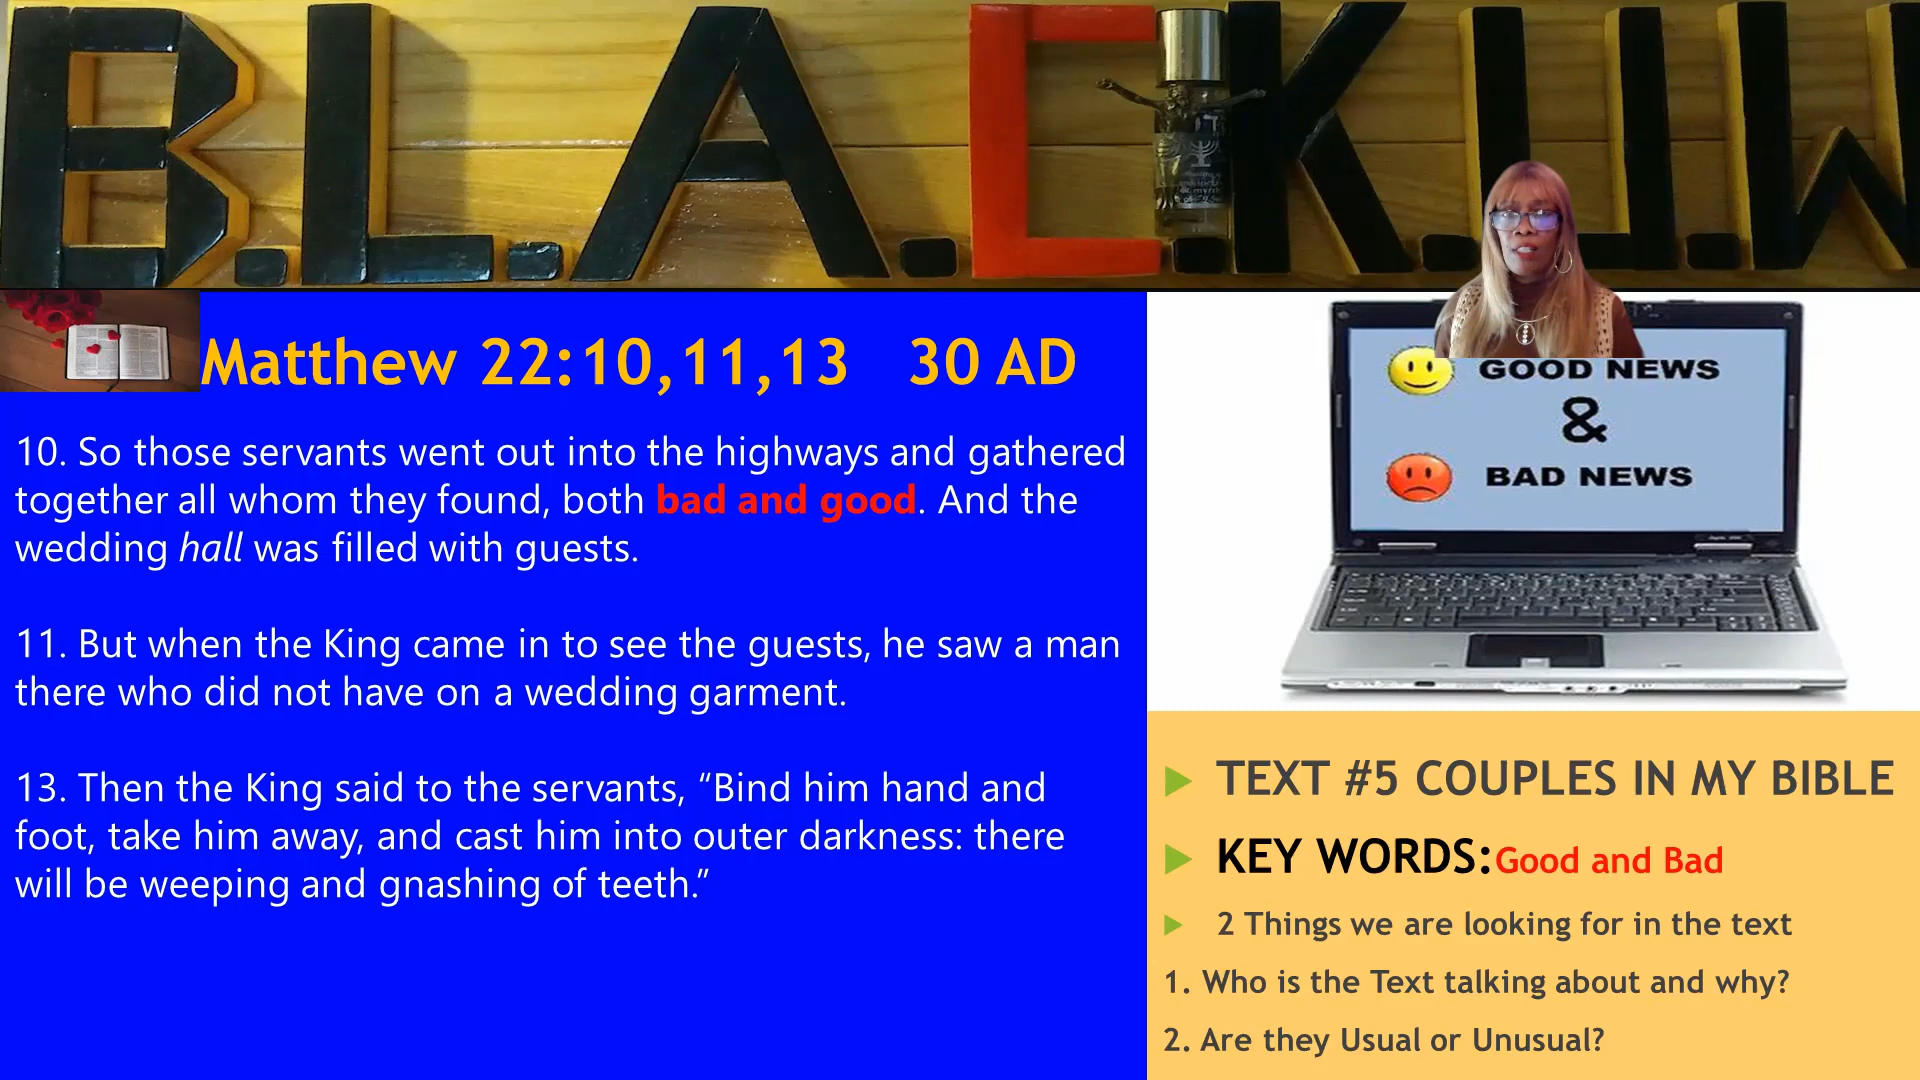 B.L.A.C.K.U.W
Matthew 22:10,11,13 30 AD
10. So those servants went out into the highways and gathered
together all whom they found, both bad and good. And the
wedding hall was filled with guests.
11. But when the King came in to see the guests, he saw a man
there who did not have on a wedding garment.
13. Then the King said to the servants, “Bind him hand and
foot, take him away, and cast him into outer darkness: there
will be weeping and gnashing of teeth.”
GOOD NEWS
&
BAD NEWS
TEXT #5 COUPLES IN MY BIBLE
KEY WORDS:Good and Bad
2 Things we are looking for in the text
1. Who is the Text talking about and why?
2. Are they Usual or Unusual?